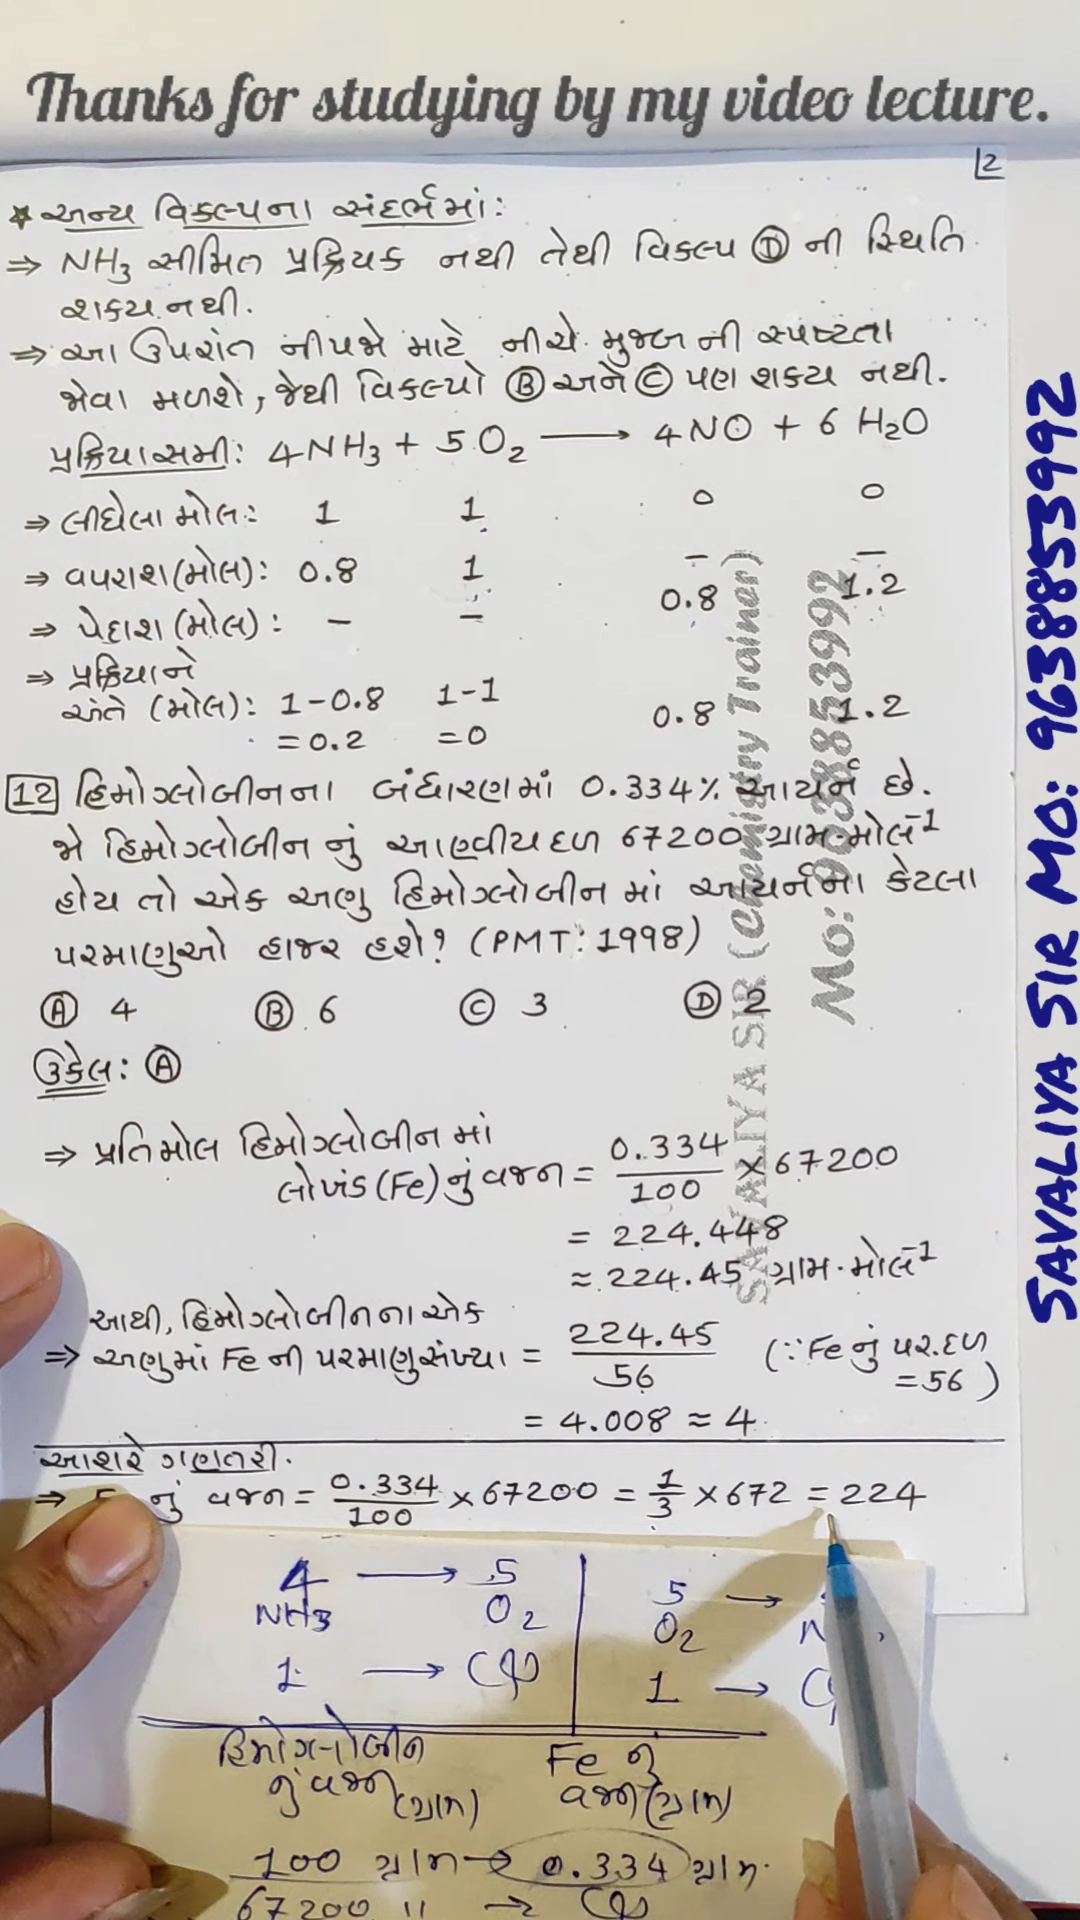 Thanks for studying by my video lecture.
2
* અન્ય વિકલ્પના સંદર્ભમાં:
⇒ NH₃ સીમિત પ્રક્રિયક નથી તેથી વિકલ્પ Ⓓ ની સ્થિતિ
શક્ય નથી.
⇒ આ ઉપરાંત નીપજો માટે નીચે મુજબ ની સ્પષ્ટતા
જોવા મળશે, જેથી વિકલ્પો Ⓑ અને Ⓒ પણ શક્ય નથી.
પ્રક્રિયા સમી: 4NH₃ + 5O₂ ⟶ 4NO + 6H₂O
⇒ લીધેલા મોલ: 1 1 0 0
⇒ વપરાશ (મોલ): 0.8 1 – –
⇒ પેદાશ (મોલ): – – 0.8 1.2
⇒ પ્રક્રિયાને
અંતે (મોલ): 1-0.8 1-1 0.8 1.2
=0.2 =0
12 હિમોગ્લોબીનના બંધારણમાં 0.334% આયર્ન છે.
જો હિમોગ્લોબીન નું આણ્વીય દળ 67200 ગ્રામ.મોલ⁻¹
હોય તો એક અણુ હિમોગ્લોબીન માં આયર્નના કેટલા
પરમાણુઓ હાજર હશે? (PMT: 1998)
Ⓐ 4 Ⓑ 6 Ⓒ 3 Ⓓ 2
ઉકેલ: Ⓐ
⇒ પ્રતિમોલ હિમોગ્લોબીન માં
લોખંડ (Fe) નું વજન = 0.334/100 × 67200
= 224.448
≈ 224.45 ગ્રામ.મોલ⁻¹
આથી, હિમોગ્લોબીનના એક
⇒ અણુમાં Fe ની પરમાણુસંખ્યા = 224.45/56 (∵ Fe નું પર.દળ
=56)
= 4.008 ≈ 4
આશરે ગણતરી.
⇒ નું વજન = 0.334/100 × 67200 = 1/3 × 672 = 224
4 ⟶ 5 5 ⟶
NH₃ O₂ O₂ N
1 ⟶ (?) 1 ⟶
હિમોગ્લોબીન Fe નું
નું વજન (ગ્રામ) વજન (ગ્રામ)
100 ગ્રામ → 0.334 ગ્રામ.
67200 " → (?)
SAVALIYA SIR (Chemistry Trainer)
Mo: 9638853992
SAVALIYA SIR MO: 9638853992